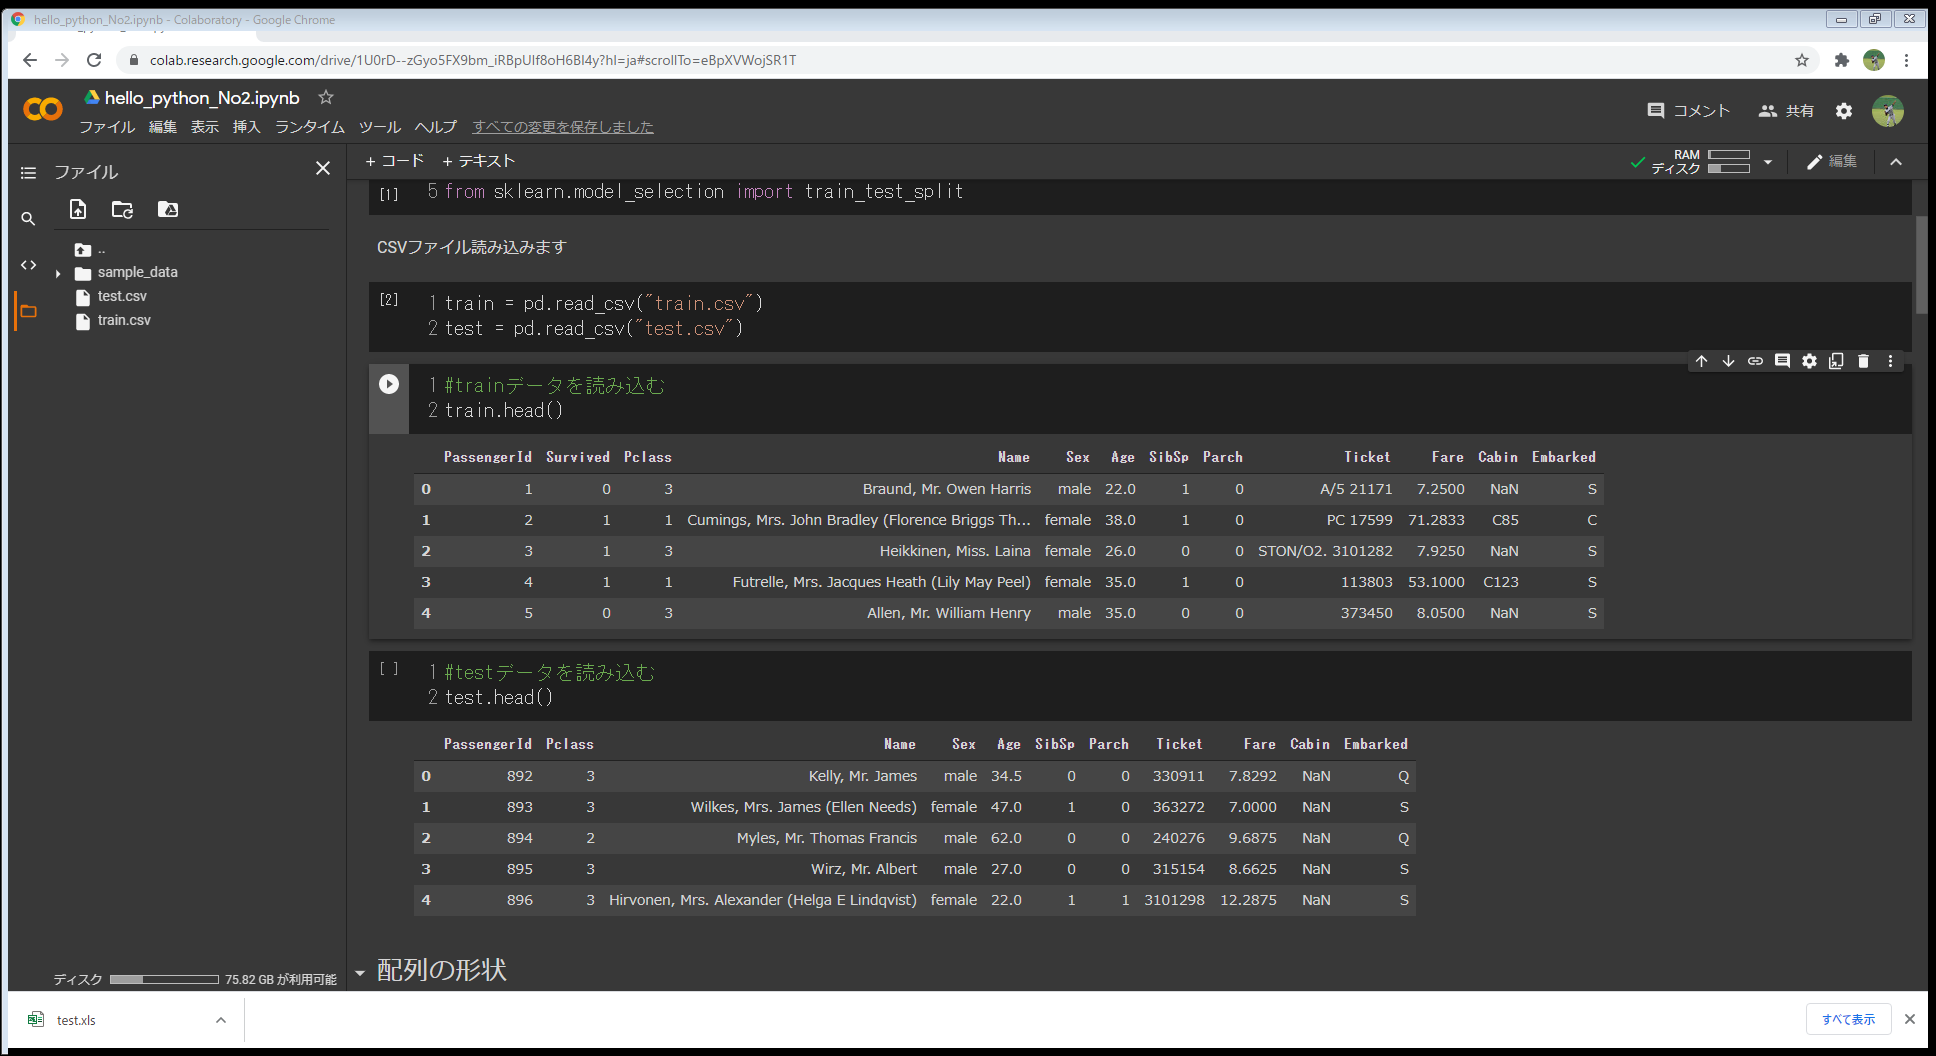 hello_python_No2.ipynb - Colaboratory - Google Chrome
colab.research.google.com/drive/1U0rD--zGyo5FX9bm_iRBpUIf8oH6Bl4y?hl=ja#scrollTo=eBpXVWojSR1T
hello_python_No2.ipynb
コメント 共有
ファイル 編集 表示 挿入 ランタイム ツール ヘルプ すべての変更を保存しました
ファイル
+ コード + テキスト
RAM
ディスク
編集
..
sample_data
test.csv
train.csv
[1] 5 from sklearn.model_selection import train_test_split
CSVファイル読み込みます
[2] 1 train = pd.read_csv("train.csv")
2 test = pd.read_csv("test.csv")
1 #trainデータを読み込む
2 train.head()
PassengerId Survived Pclass Name Sex Age SibSp Parch Ticket Fare Cabin Embarked
0 1 0 3 Braund, Mr. Owen Harris male 22.0 1 0 A/5 21171 7.2500 NaN S
1 2 1 1 Cumings, Mrs. John Bradley (Florence Briggs Th... female 38.0 1 0 PC 17599 71.2833 C85 C
2 3 1 3 Heikkinen, Miss. Laina female 26.0 0 0 STON/O2. 3101282 7.9250 NaN S
3 4 1 1 Futrelle, Mrs. Jacques Heath (Lily May Peel) female 35.0 1 0 113803 53.1000 C123 S
4 5 0 3 Allen, Mr. William Henry male 35.0 0 0 373450 8.0500 NaN S
[ ] 1 #testデータを読み込む
2 test.head()
PassengerId Pclass Name Sex Age SibSp Parch Ticket Fare Cabin Embarked
0 892 3 Kelly, Mr. James male 34.5 0 0 330911 7.8292 NaN Q
1 893 3 Wilkes, Mrs. James (Ellen Needs) female 47.0 1 0 363272 7.0000 NaN S
2 894 2 Myles, Mr. Thomas Francis male 62.0 0 0 240276 9.6875 NaN Q
3 895 3 Wirz, Mr. Albert male 27.0 0 0 315154 8.6625 NaN S
4 896 3 Hirvonen, Mrs. Alexander (Helga E Lindqvist) female 22.0 1 1 3101298 12.2875 NaN S
配列の形状
ディスク 75.82 GB が利用可能
test.xls
すべて表示